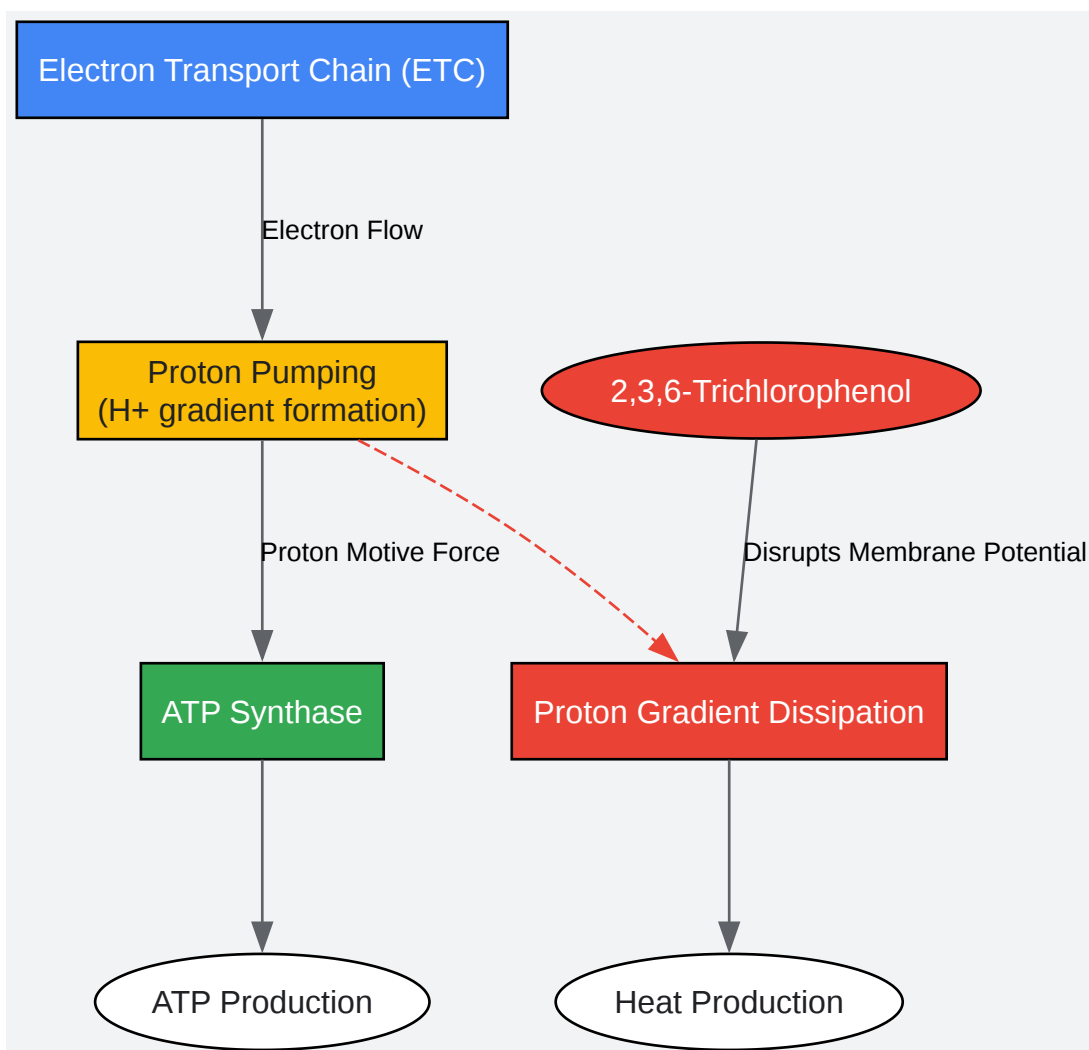 Electron Transport Chain (ETC)
Electron Flow
Proton Pumping
(H+ gradient formation)
2,3,6-Trichlorophenol
Proton Motive Force
Disrupts Membrane Potential
ATP Synthase
Proton Gradient Dissipation
ATP Production
Heat Production